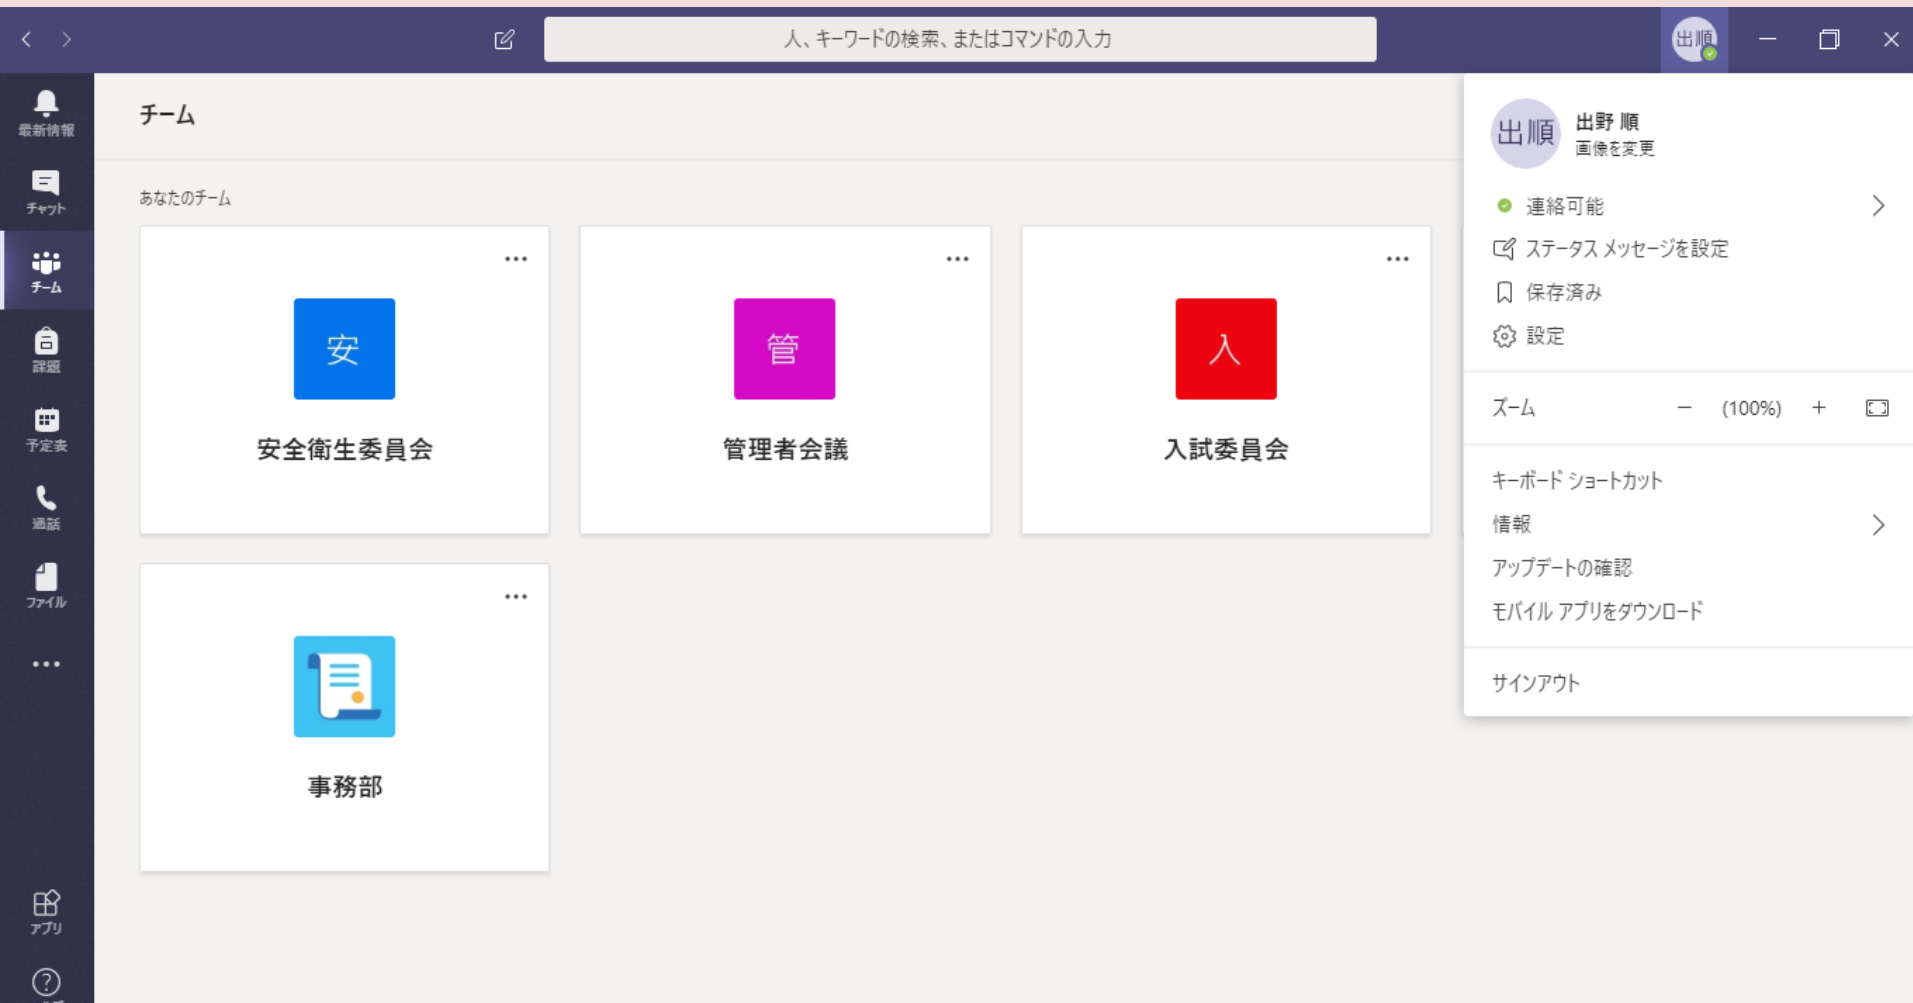 人、キーワードの検索、またはコマンドの入力
出順
最新情報
チャット
チーム
課題
予定表
通話
ファイル
アプリ
チーム
あなたのチーム
安
安全衛生委員会
管
管理者会議
入
入試委員会
事務部
出順
出野 順
画像を変更
連絡可能
ステータス メッセージを設定
保存済み
設定
ズーム
(100%)
キーボード ショートカット
情報
アップデートの確認
モバイル アプリをダウンロード
サインアウト